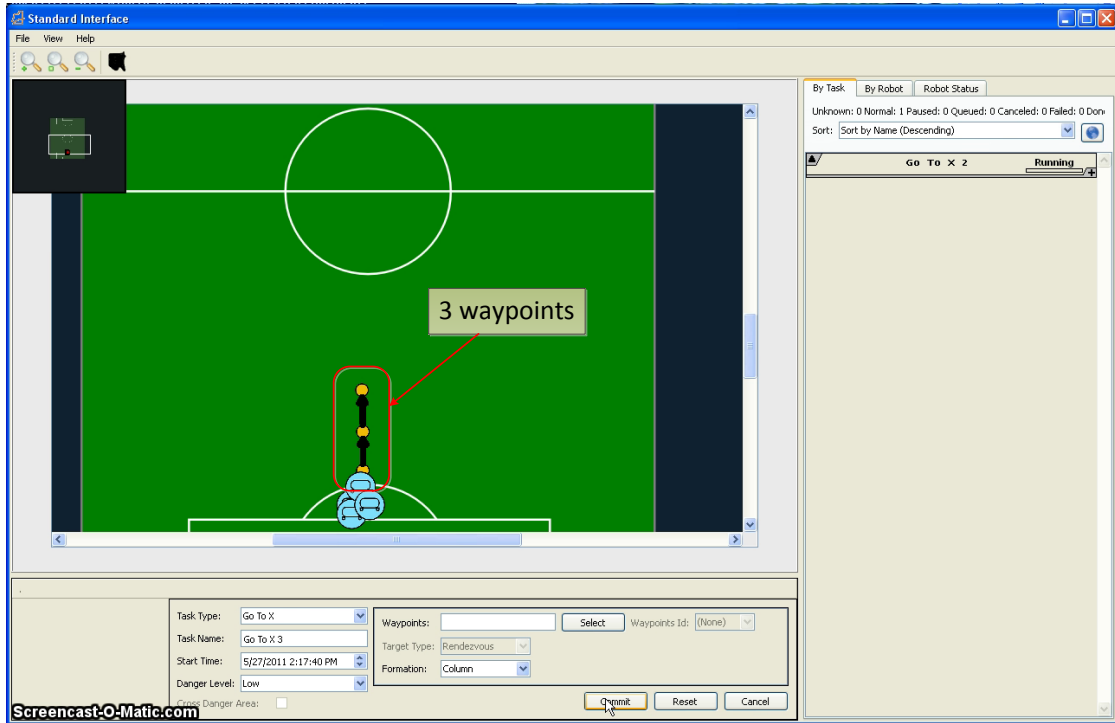 Standard Interface
File View Help
By Task By Robot Robot Status
Unknown: 0 Normal: 1 Paused: 0 Queued: 0 Canceled: 0 Failed: 0 Don
Sort: Sort by Name (Descending)
Go To X 2 Running
3 waypoints
Task Type: Go To X
Task Name: Go To X 3
Start Time: 5/27/2011 2:17:40 PM
Danger Level: Low
Cross Danger Area:
Waypoints: Select Waypoints Id: (None)
Target Type: Rendezvous
Formation: Column
Commit Reset Cancel
Screencast-O-Matic.com